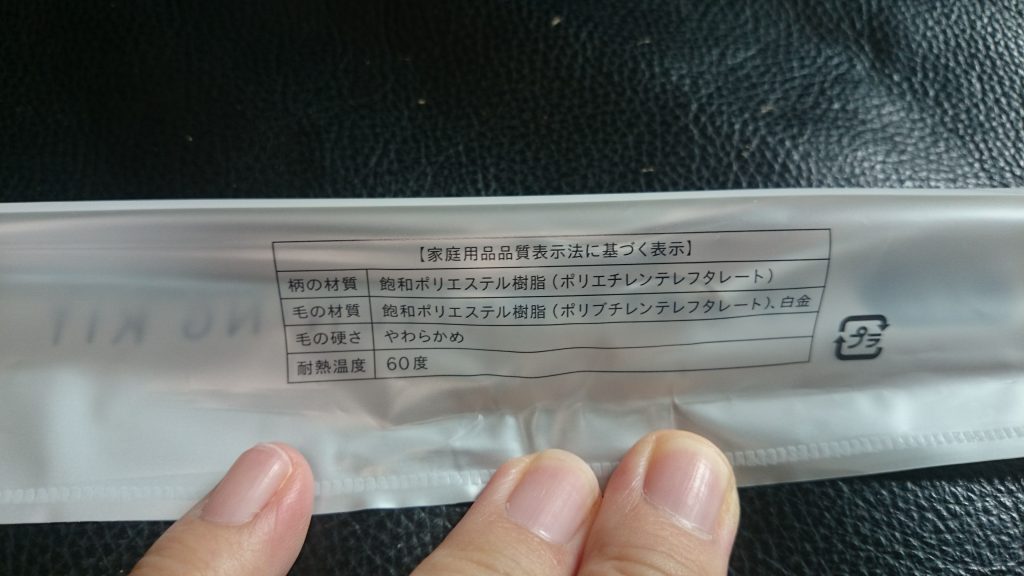 【家庭用品品質表示法に基づく表示】
柄の材質 飽和ポリエステル樹脂（ポリエチレンテレフタレート）
毛の材質 飽和ポリエステル樹脂（ポリブチレンテレフタレート）、白金
毛の硬さ やわらかめ
耐熱温度 60度
プラ